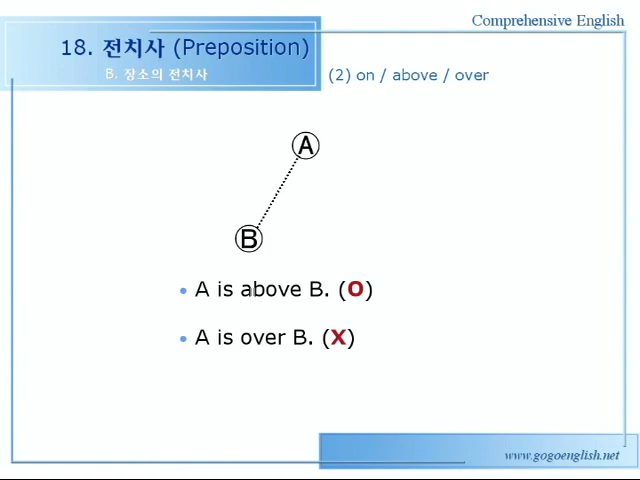 Comprehensive English
18. 전치사 (Preposition)
B. 장소의 전치사
(2) on / above / over
A
B
• A is above B. (O)
• A is over B. (X)
www.gogoenglish.net